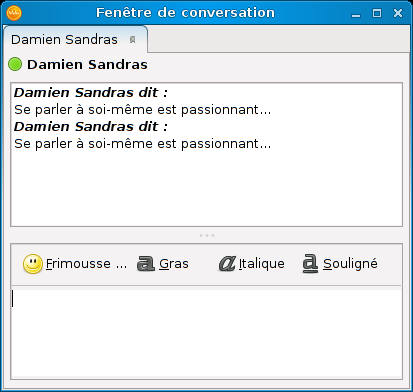 Fenêtre de conversation
Damien Sandras
Damien Sandras
Damien Sandras dit :
Se parler à soi-même est passionnant...
Damien Sandras dit :
Se parler à soi-même est passionnant...
Frimousse ... Gras Italique Souligné